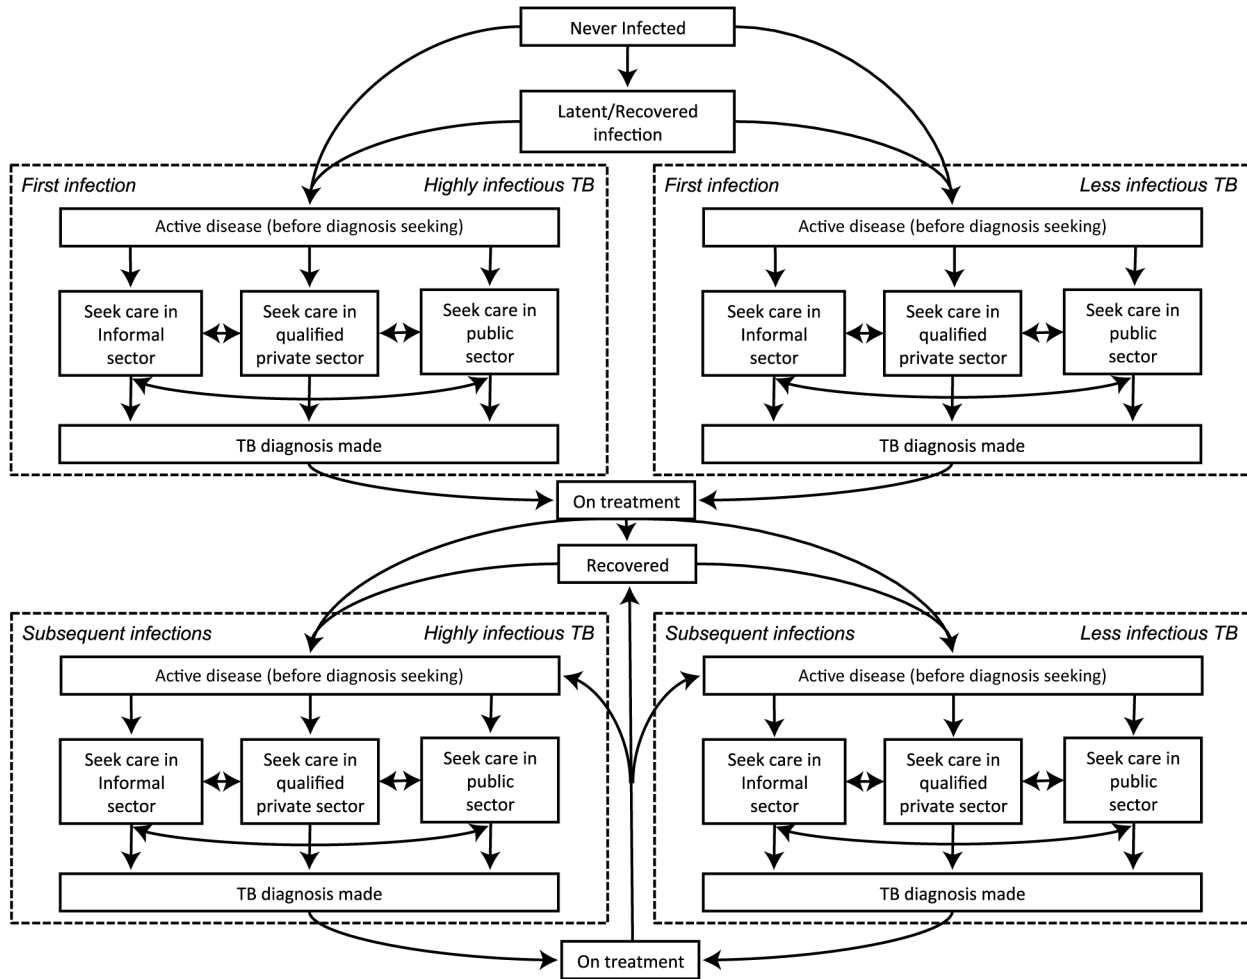 Never Infected
Latent/Recovered
infection
First infection
Highly infectious TB
Active disease (before diagnosis seeking)
Seek care in
Informal
sector
Seek care in
qualified
private sector
Seek care in
public
sector
TB diagnosis made
First infection
Less infectious TB
Active disease (before diagnosis seeking)
Seek care in
Informal
sector
Seek care in
qualified
private sector
Seek care in
public
sector
TB diagnosis made
On treatment
Recovered
Subsequent infections
Highly infectious TB
Active disease (before diagnosis seeking)
Seek care in
Informal
sector
Seek care in
qualified
private sector
Seek care in
public
sector
TB diagnosis made
Subsequent infections
Less infectious TB
Active disease (before diagnosis seeking)
Seek care in
Informal
sector
Seek care in
qualified
private sector
Seek care in
public
sector
TB diagnosis made
On treatment